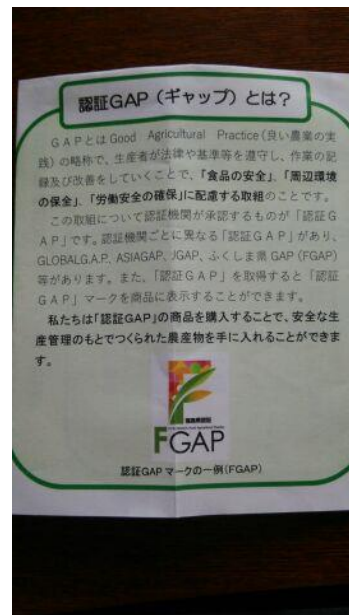 認証GAP（ギャップ）とは？
ＧＡＰとはGood Agricultural Practice（良い農業の実
践）の略称で、生産者が法律や基準等を遵守し、作業の記
録及び改善をしていくことで、「食品の安全」、「周辺環境
の保全」、「労働安全の確保」に配慮する取組のことです。
この取組について認証機関が承認するものが「認証Ｇ
ＡＰ」です。認証機関ごとに異なる「認証ＧＡＰ」があり、
GLOBALG.A.P、ASIAGAP、JGAP、ふくしま県 GAP（FGAP）
等があります。また、「認証ＧＡＰ」を取得すると「認証
ＧＡＰ」マークを商品に表示することができます。
私たちは「認証GAP」の商品を購入することで、安全な生
産管理のもとでつくられた農産物を手に入れることができま
す。
福島県認証
FGAP
認証GAPマークの一例（FGAP）